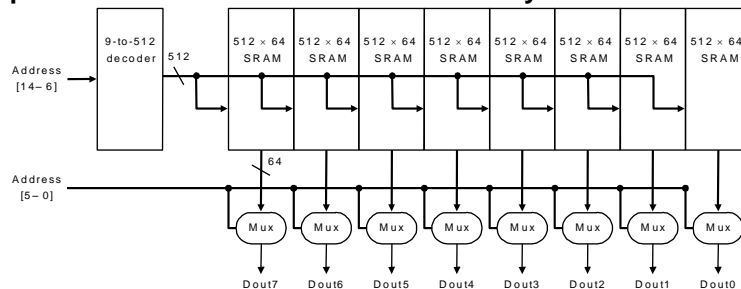 9-to-512
decoder
512
512 × 64
SRAM
512 × 64
SRAM
512 × 64
SRAM
512 × 64
SRAM
512 × 64
SRAM
512 × 64
SRAM
512 × 64
SRAM
512 × 64
SRAM
Address
[14– 6]
64
Address
[5– 0]
Mux
Mux
Mux
Mux
Mux
Mux
Mux
Mux
Dout7
Dout6
Dout5
Dout4
Dout3
Dout2
Dout1
Dout0